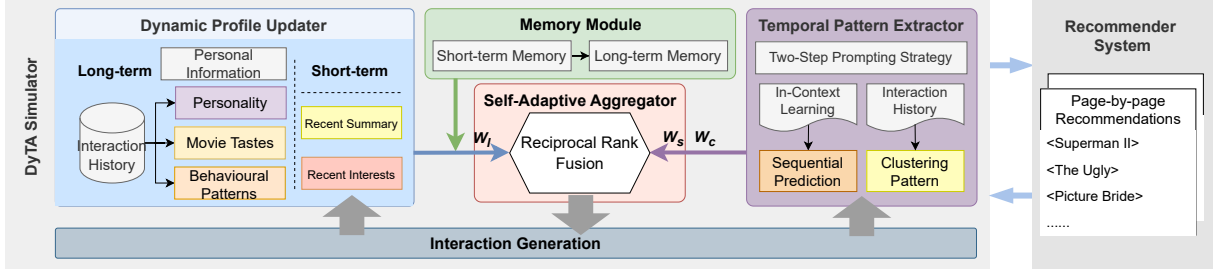 DyTA Simulator
Dynamic Profile Updater
Long-term
Personal
Information
Short-term
Interaction
History
Personality
Movie Tastes
Behavioural
Patterns
Recent Summary
Recent Interests
Memory Module
Short-term Memory
Long-term Memory
Self-Adaptive Aggregator
Reciprocal Rank
Fusion
W_l
W_s
W_c
Temporal Pattern Extractor
Two-Step Prompting Strategy
In-Context
Learning
Interaction
History
Sequential
Prediction
Clustering
Pattern
Interaction Generation
Recommender
System
Page-by-page
Recommendations
<Superman II>
<The Ugly>
<Picture Bride>
......